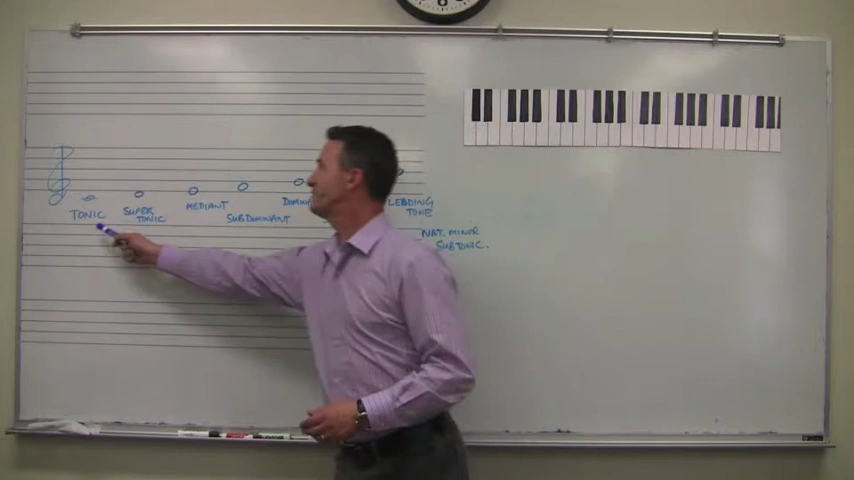 TONIC
SUPER
TONIC
MEDIANT
SUBDOMINANT
LEADING
TONE
NAT. MINOR
SUBTONIC.